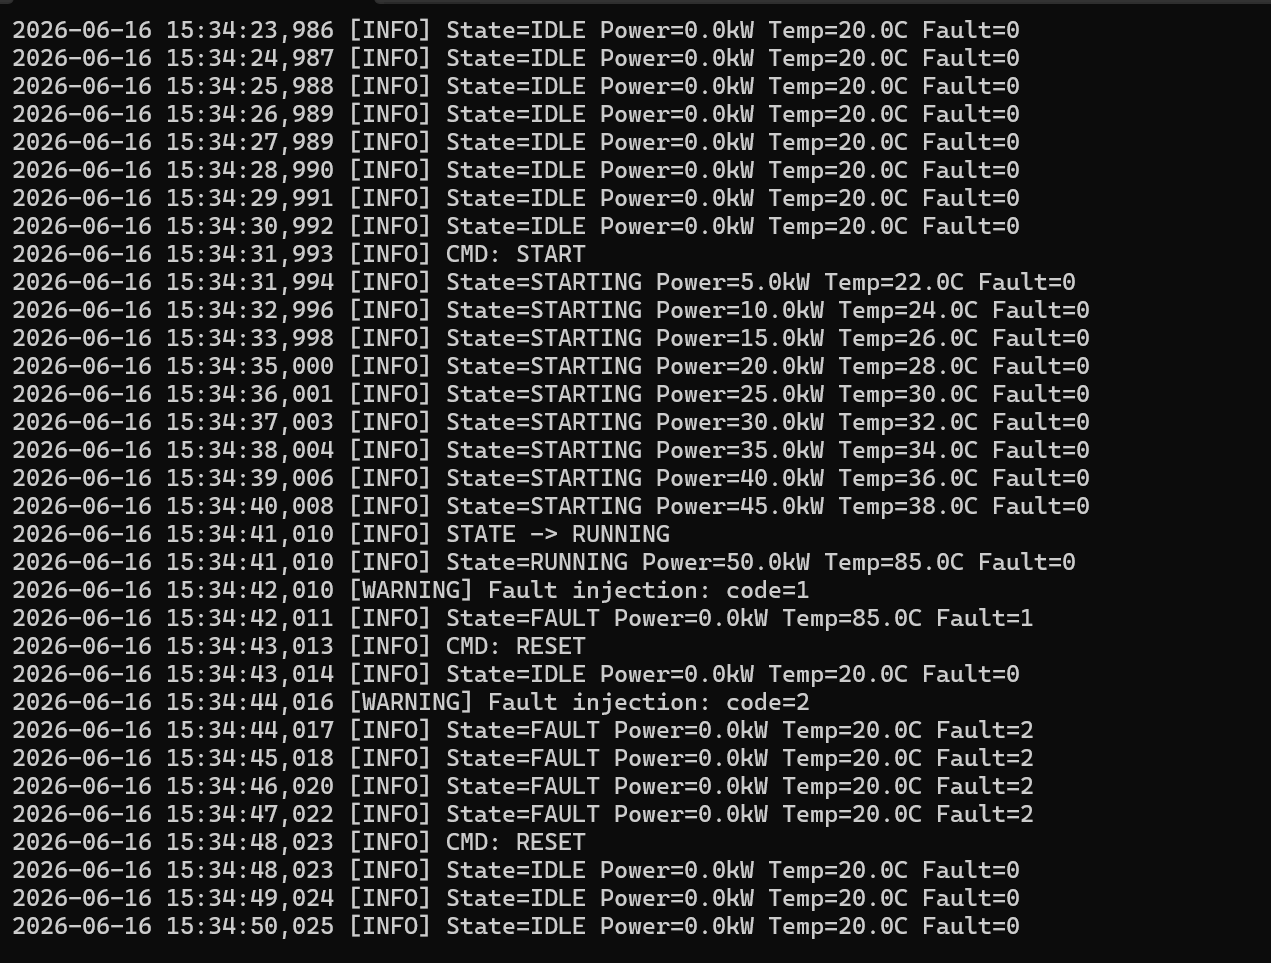 2026-06-16 15:34:23,986 [INFO] State=IDLE Power=0.0kW Temp=20.0C Fault=0
2026-06-16 15:34:24,987 [INFO] State=IDLE Power=0.0kW Temp=20.0C Fault=0
2026-06-16 15:34:25,988 [INFO] State=IDLE Power=0.0kW Temp=20.0C Fault=0
2026-06-16 15:34:26,989 [INFO] State=IDLE Power=0.0kW Temp=20.0C Fault=0
2026-06-16 15:34:27,989 [INFO] State=IDLE Power=0.0kW Temp=20.0C Fault=0
2026-06-16 15:34:28,990 [INFO] State=IDLE Power=0.0kW Temp=20.0C Fault=0
2026-06-16 15:34:29,991 [INFO] State=IDLE Power=0.0kW Temp=20.0C Fault=0
2026-06-16 15:34:30,992 [INFO] State=IDLE Power=0.0kW Temp=20.0C Fault=0
2026-06-16 15:34:31,993 [INFO] CMD: START
2026-06-16 15:34:31,994 [INFO] State=STARTING Power=5.0kW Temp=22.0C Fault=0
2026-06-16 15:34:32,996 [INFO] State=STARTING Power=10.0kW Temp=24.0C Fault=0
2026-06-16 15:34:33,998 [INFO] State=STARTING Power=15.0kW Temp=26.0C Fault=0
2026-06-16 15:34:35,000 [INFO] State=STARTING Power=20.0kW Temp=28.0C Fault=0
2026-06-16 15:34:36,001 [INFO] State=STARTING Power=25.0kW Temp=30.0C Fault=0
2026-06-16 15:34:37,003 [INFO] State=STARTING Power=30.0kW Temp=32.0C Fault=0
2026-06-16 15:34:38,004 [INFO] State=STARTING Power=35.0kW Temp=34.0C Fault=0
2026-06-16 15:34:39,006 [INFO] State=STARTING Power=40.0kW Temp=36.0C Fault=0
2026-06-16 15:34:40,008 [INFO] State=STARTING Power=45.0kW Temp=38.0C Fault=0
2026-06-16 15:34:41,010 [INFO] STATE -> RUNNING
2026-06-16 15:34:41,010 [INFO] State=RUNNING Power=50.0kW Temp=85.0C Fault=0
2026-06-16 15:34:42,010 [WARNING] Fault injection: code=1
2026-06-16 15:34:42,011 [INFO] State=FAULT Power=0.0kW Temp=85.0C Fault=1
2026-06-16 15:34:43,013 [INFO] CMD: RESET
2026-06-16 15:34:43,014 [INFO] State=IDLE Power=0.0kW Temp=20.0C Fault=0
2026-06-16 15:34:44,016 [WARNING] Fault injection: code=2
2026-06-16 15:34:44,017 [INFO] State=FAULT Power=0.0kW Temp=20.0C Fault=2
2026-06-16 15:34:45,018 [INFO] State=FAULT Power=0.0kW Temp=20.0C Fault=2
2026-06-16 15:34:46,020 [INFO] State=FAULT Power=0.0kW Temp=20.0C Fault=2
2026-06-16 15:34:47,022 [INFO] State=FAULT Power=0.0kW Temp=20.0C Fault=2
2026-06-16 15:34:48,023 [INFO] CMD: RESET
2026-06-16 15:34:48,023 [INFO] State=IDLE Power=0.0kW Temp=20.0C Fault=0
2026-06-16 15:34:49,024 [INFO] State=IDLE Power=0.0kW Temp=20.0C Fault=0
2026-06-16 15:34:50,025 [INFO] State=IDLE Power=0.0kW Temp=20.0C Fault=0